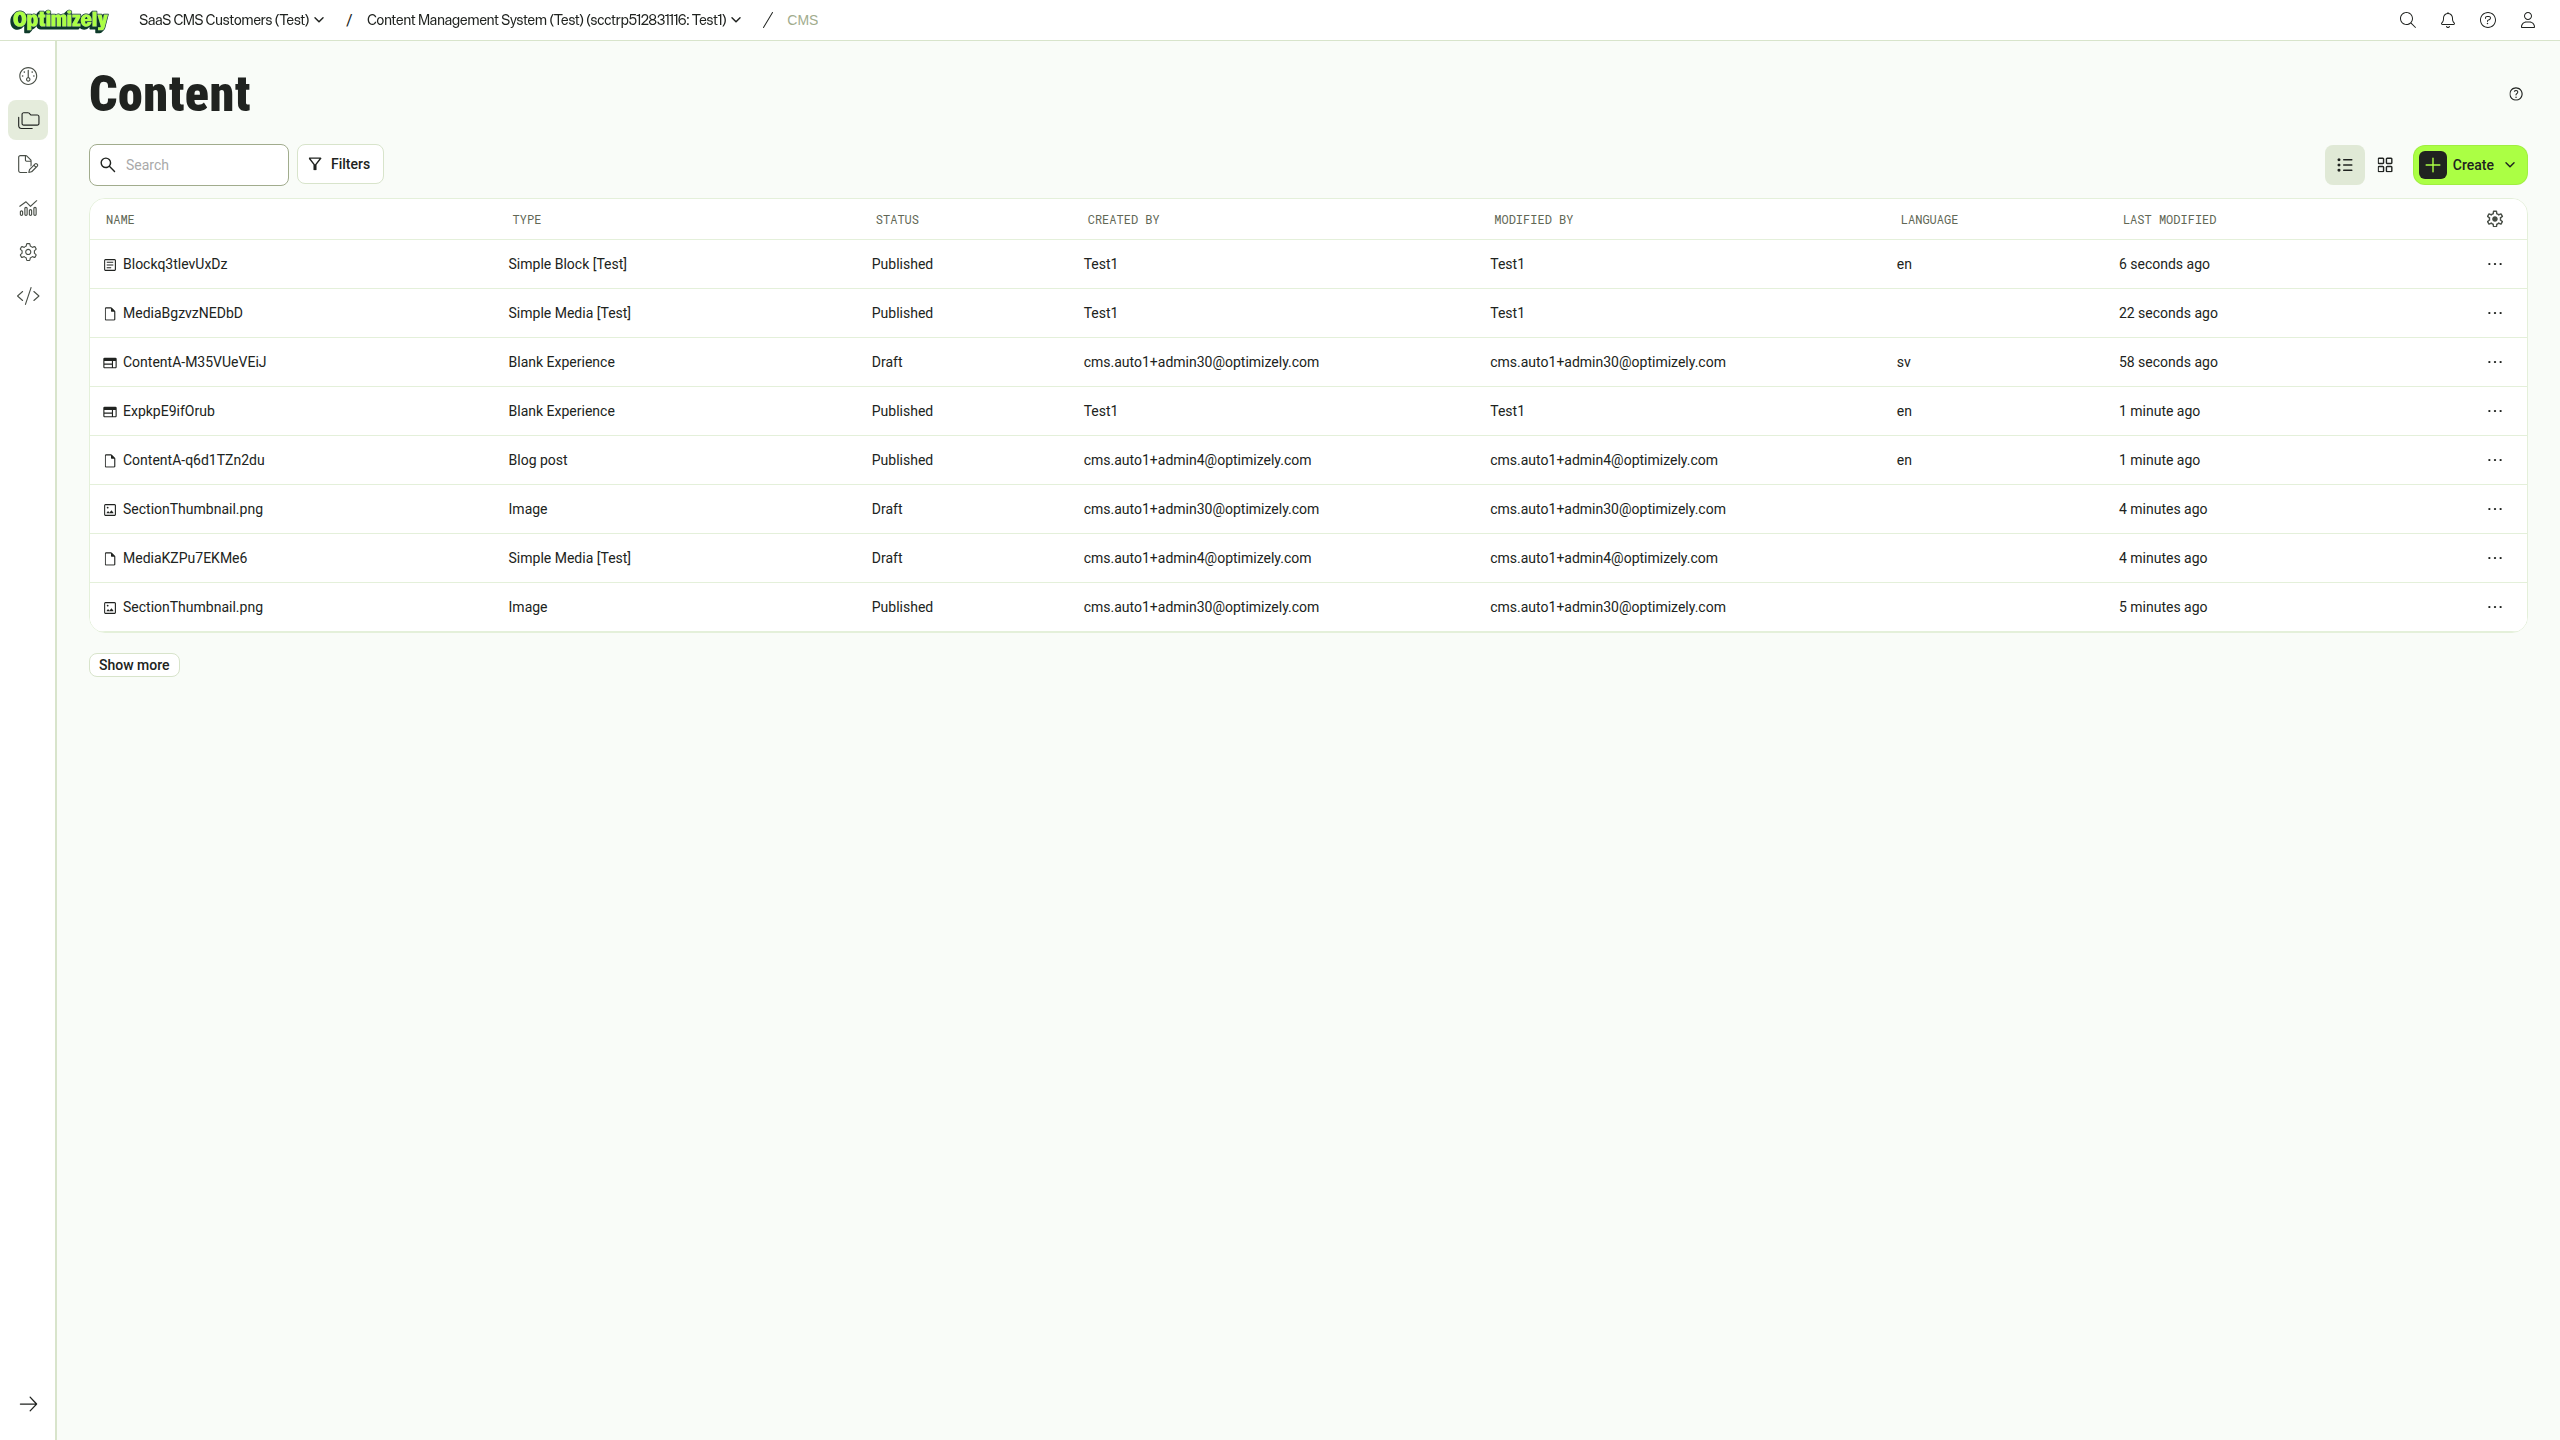 Optimizely SaaS CMS Customers (Test) / Content Management System (Test) (scctrp512831116: Test1) / CMS
Content
Search Filters Create
NAME TYPE STATUS CREATED BY MODIFIED BY LANGUAGE LAST MODIFIED
Blockq3tlevUxDz Simple Block [Test] Published Test1 Test1 en 6 seconds ago
MediaBgzvzNEDbD Simple Media [Test] Published Test1 Test1 22 seconds ago
ContentA-M35VUeVEiJ Blank Experience Draft cms.auto1+admin30@optimizely.com cms.auto1+admin30@optimizely.com sv 58 seconds ago
ExpkpE9ifOrub Blank Experience Published Test1 Test1 en 1 minute ago
ContentA-q6d1TZn2du Blog post Published cms.auto1+admin4@optimizely.com cms.auto1+admin4@optimizely.com en 1 minute ago
SectionThumbnail.png Image Draft cms.auto1+admin30@optimizely.com cms.auto1+admin30@optimizely.com 4 minutes ago
MediaKZPu7EKMe6 Simple Media [Test] Draft cms.auto1+admin4@optimizely.com cms.auto1+admin4@optimizely.com 4 minutes ago
SectionThumbnail.png Image Published cms.auto1+admin30@optimizely.com cms.auto1+admin30@optimizely.com 5 minutes ago
Show more